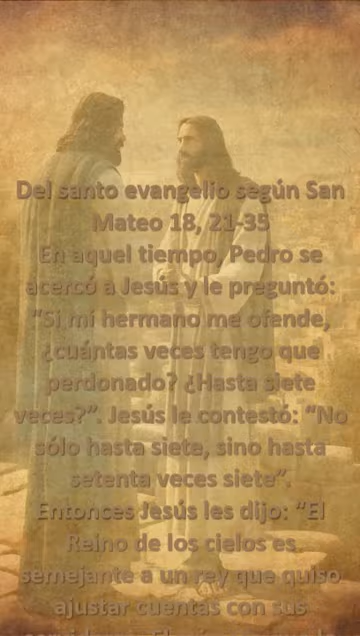 Del santo evangelio según San
Mateo 18, 21-35
En aquel tiempo, Pedro se
acercó a Jesús y le preguntó:
"Si mi hermano me ofende,
¿cuántas veces tengo que
perdonado? ¿Hasta siete
veces?". Jesús le contestó: "No
sólo hasta siete, sino hasta
setenta veces siete".
Entonces Jesús les dijo: "El
Reino de los cielos es
semejante a un rey que quiso
ajustar cuentas con sus